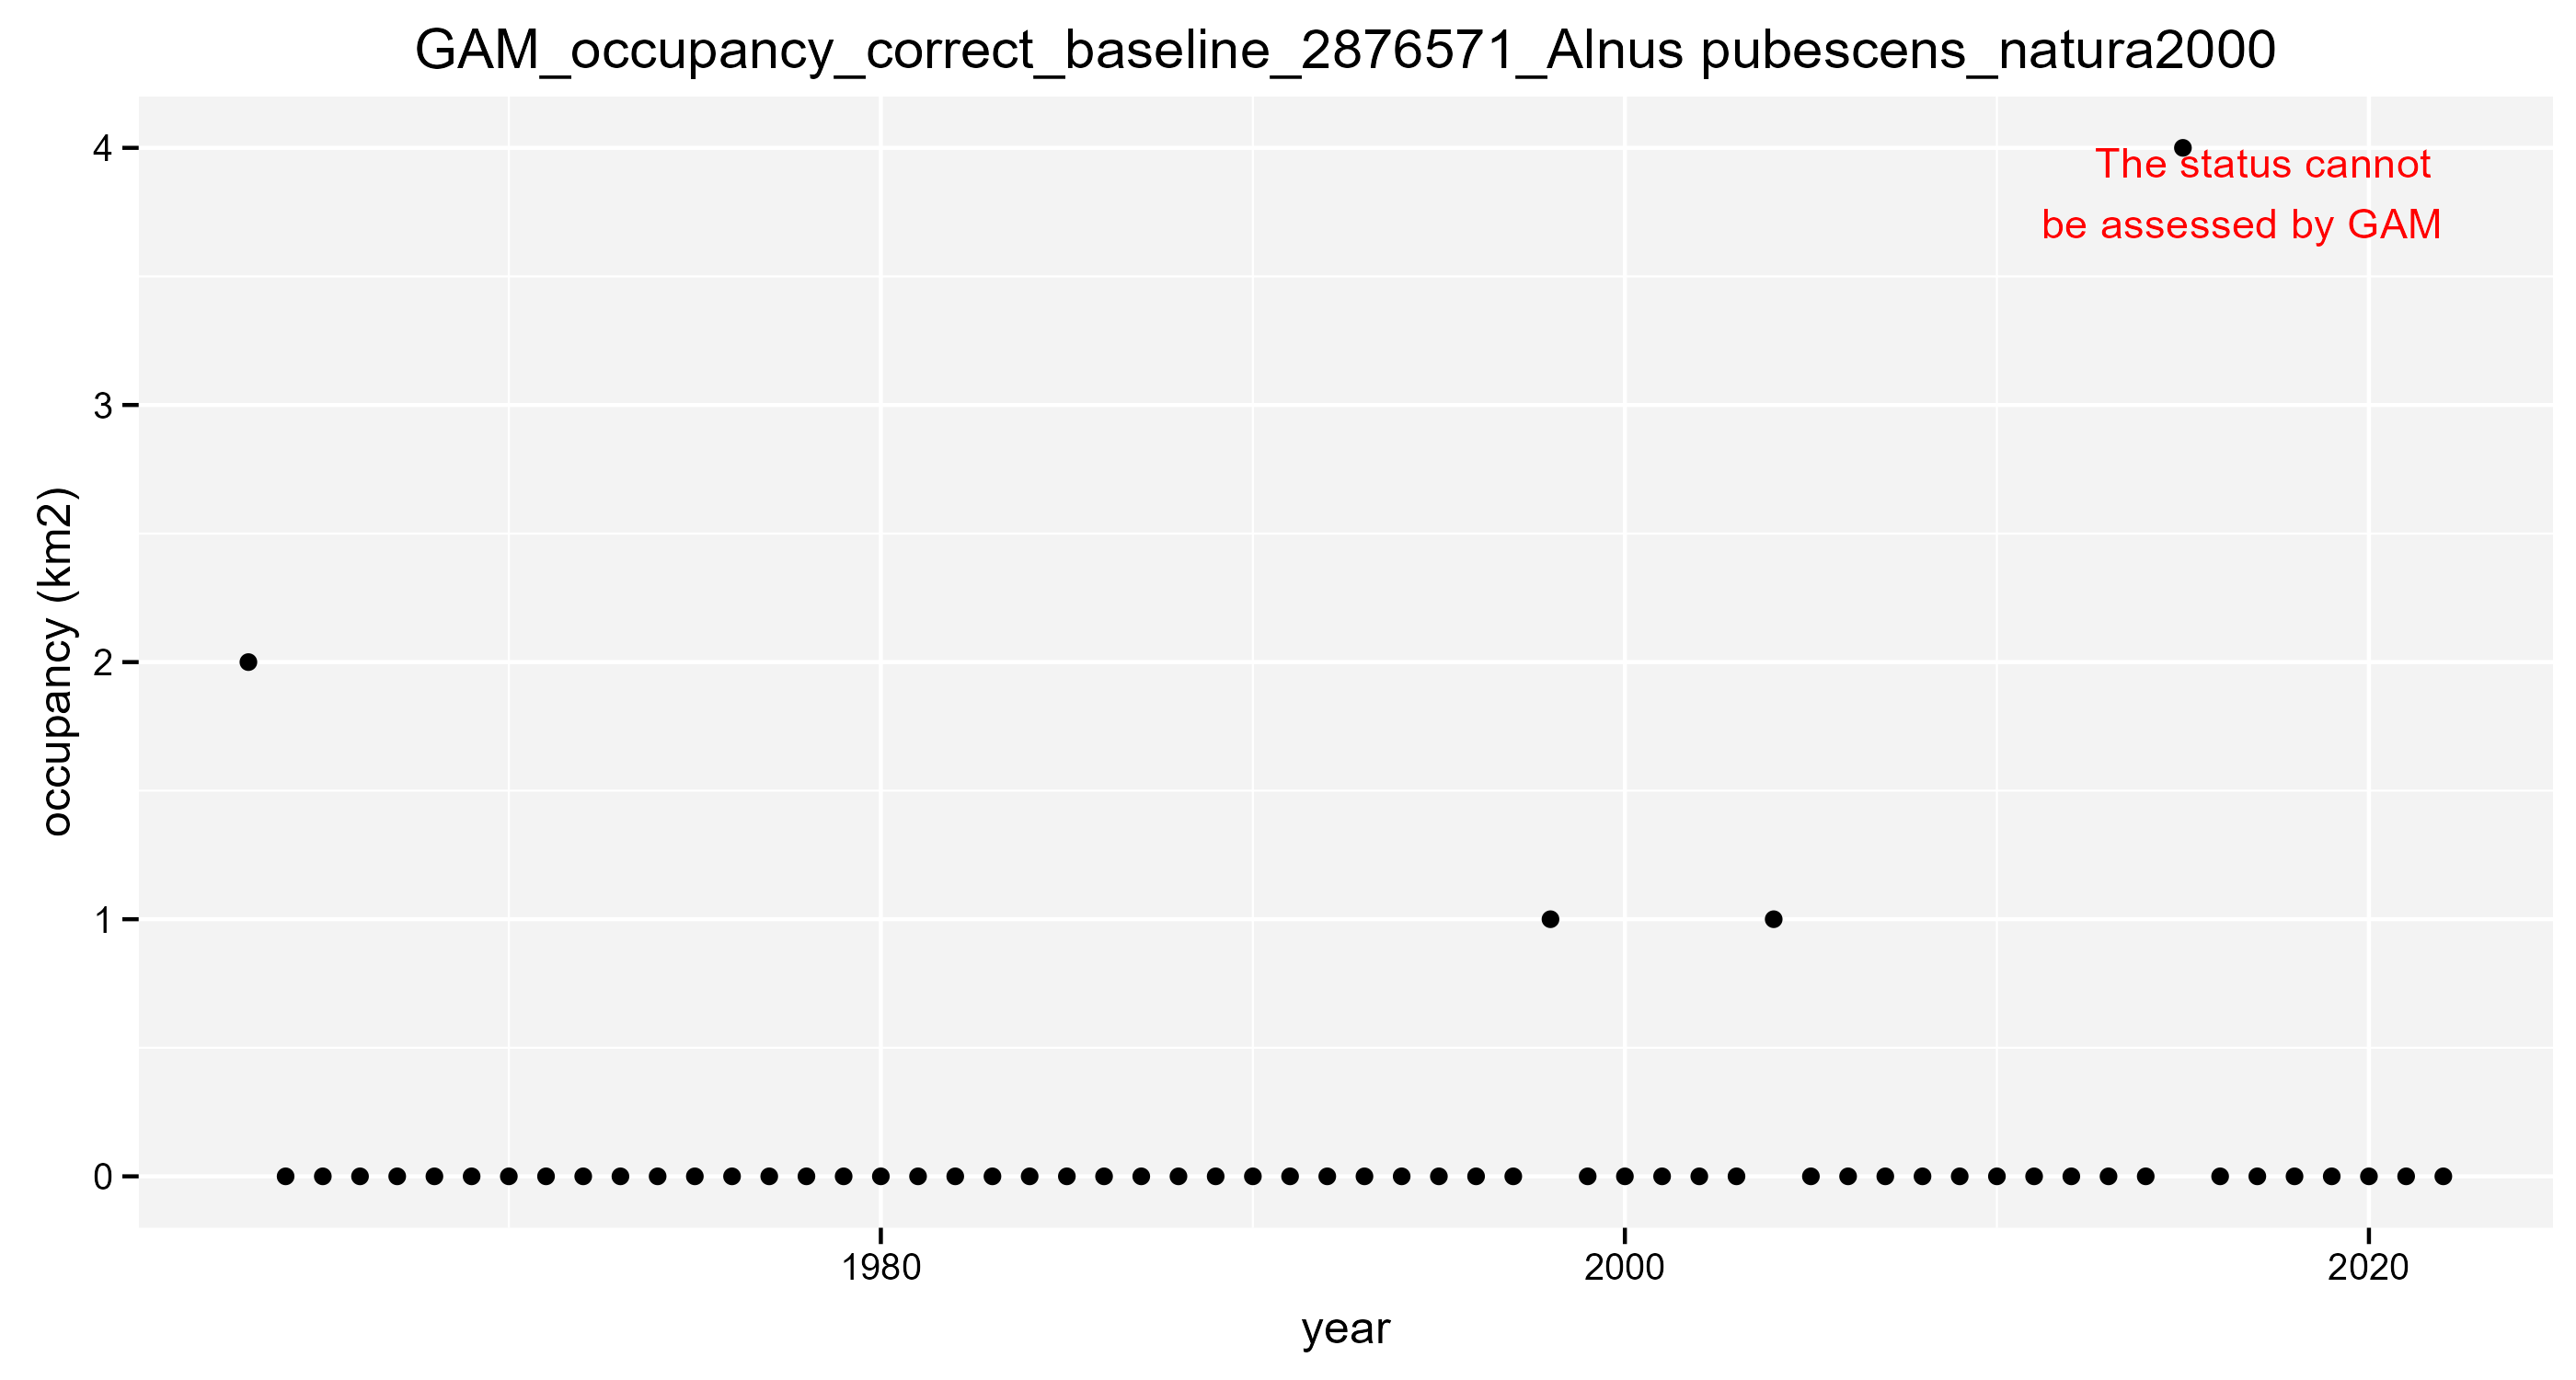 GAM_occupancy_correct_baseline_2876571_Alnus pubescens_natura2000
4
The status cannot
be assessed by GAM
3
occupancy (km2)
2
1
0
1980
2000
2020
year